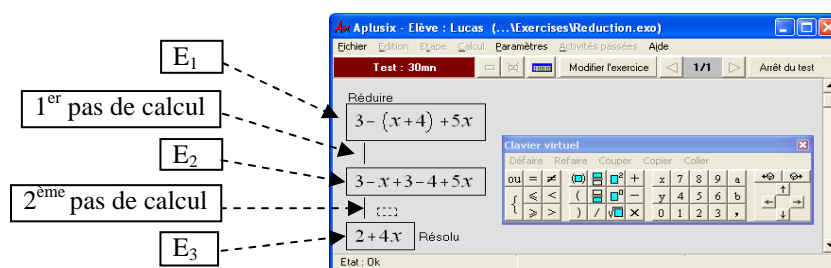 E1
1er pas de calcul
E2
2ème pas de calcul
E3
Aplusix - Elève : Lucas (...\Exercises\Reduction.exo)
Fichier Edition Etape Calcul Paramètres Activités passées Aide
Test : 30mn Modifier l'exercice 1/1 Arrêt du test
Réduire
3 − (x+4) + 5x
3 − x + 3 − 4 + 5x
2 + 4x Résolu
Clavier virtuel
Défaire Refaire Couper Copier Coller
ou = ≠ (□) □² + x 7 8 9 a
{ ⩽ < ( □ − y 4 5 6 b
⩾ > ) / √□ × 0 1 2 3 ,
Etat : Ok